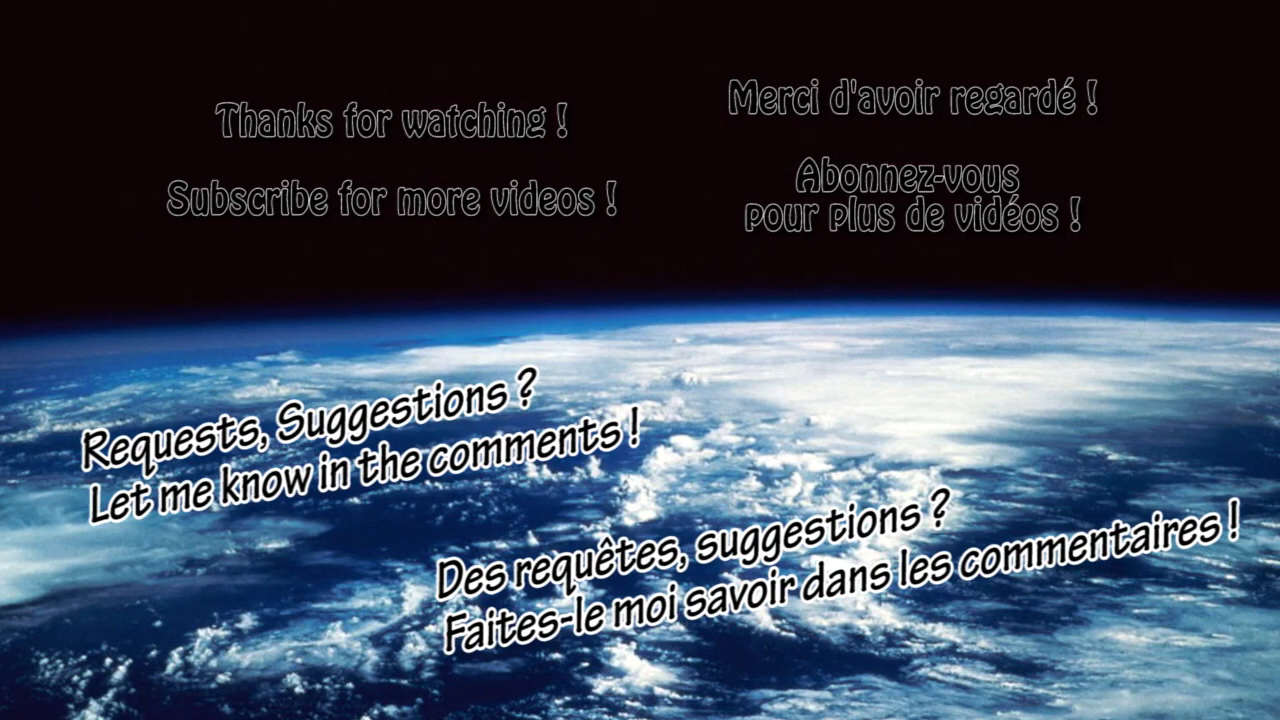 Thanks for watching !
Subscribe for more videos !
Merci d'avoir regardé !
Abonnez-vous
pour plus de vidéos !
Requests, Suggestions ?
Let me know in the comments !
Des requêtes, suggestions ?
Faites-le moi savoir dans les commentaires !